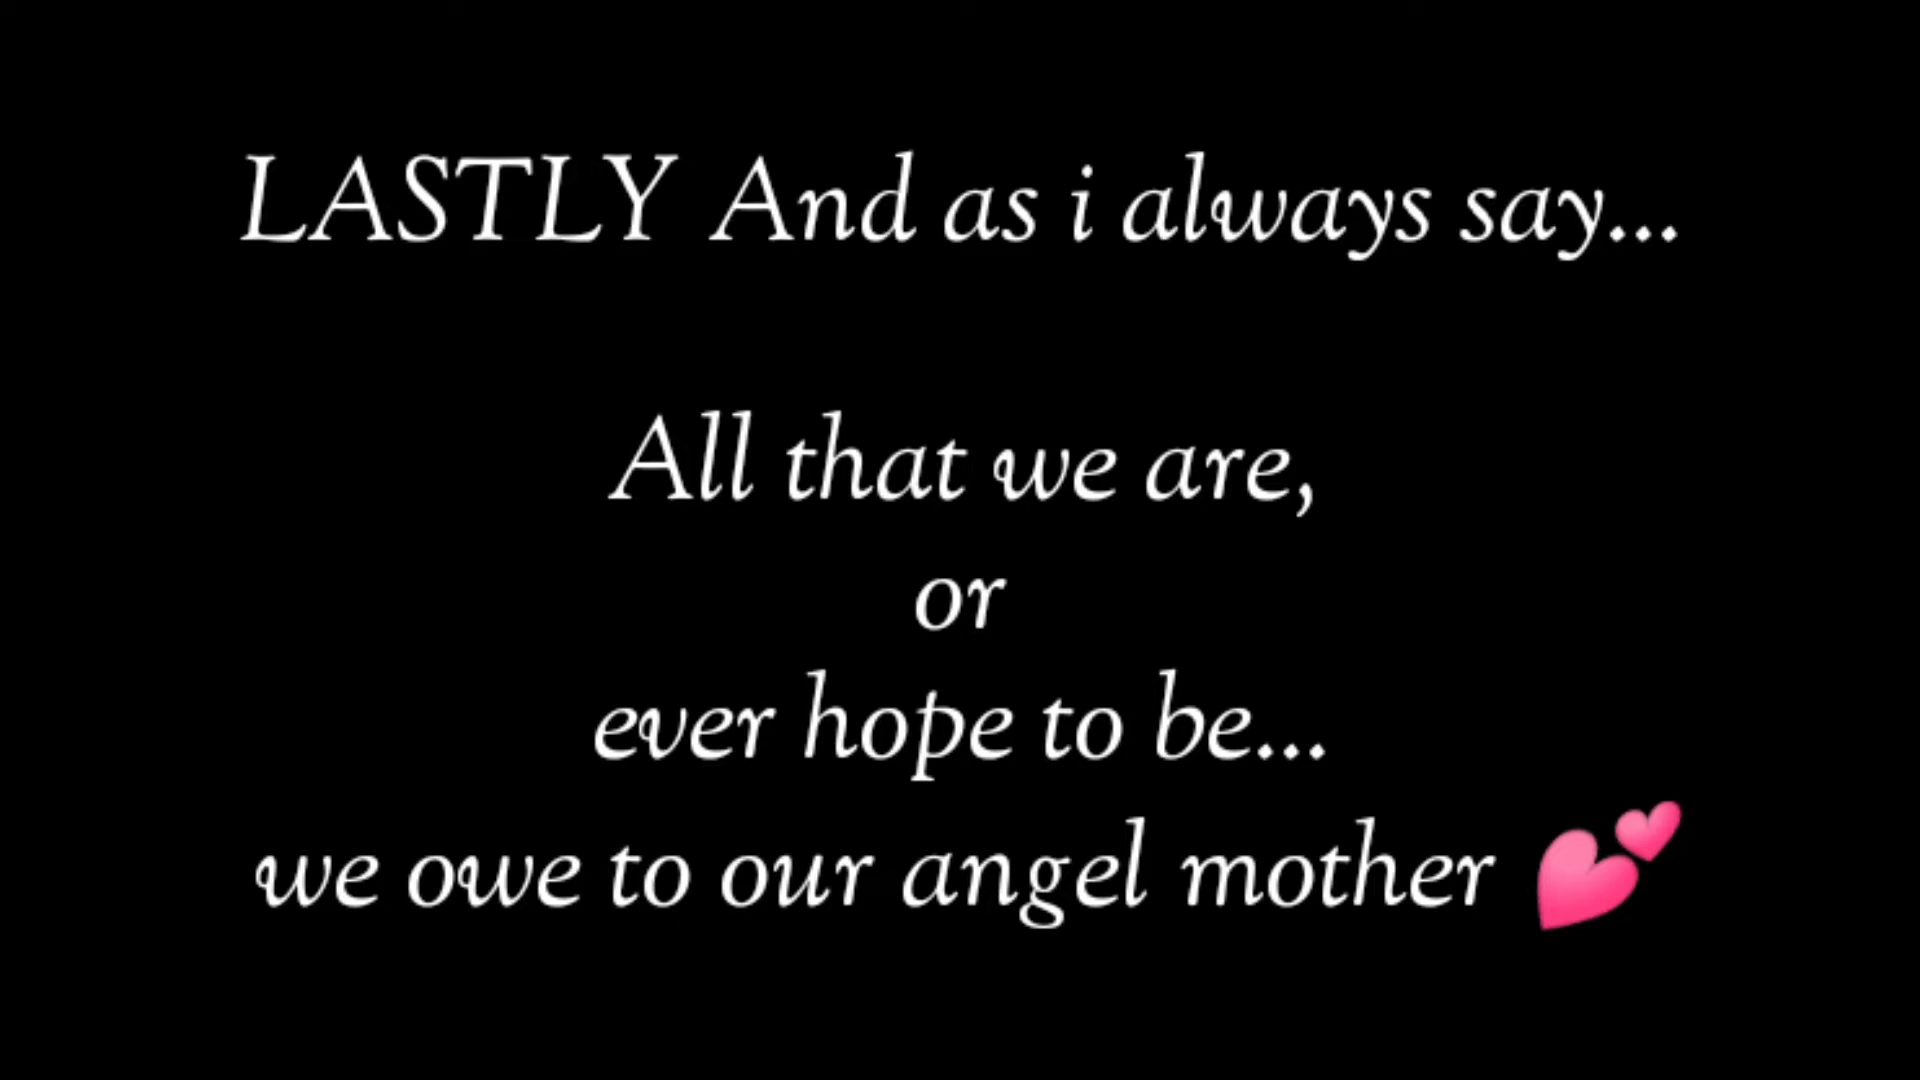 LASTLY And as i always say...
All that we are,
or
ever hope to be...
we owe to our angel mother 💕